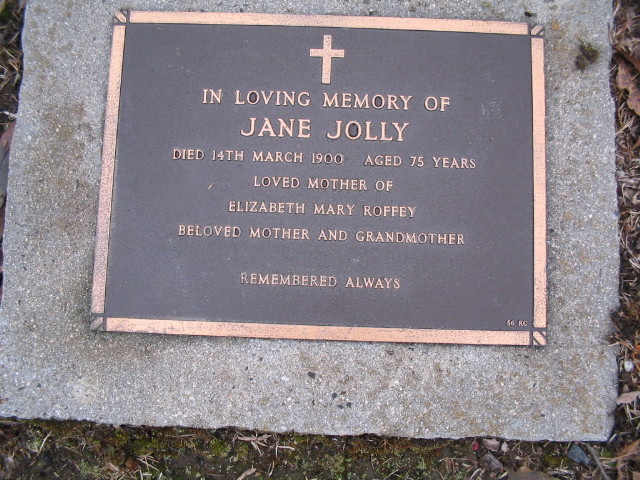 IN LOVING MEMORY OF
JANE JOLLY
DIED 14TH MARCH 1900 AGED 75 YEARS
LOVED MOTHER OF
ELIZABETH MARY ROFFEY
BELOVED MOTHER AND GRANDMOTHER
REMEMBERED ALWAYS
56 RC